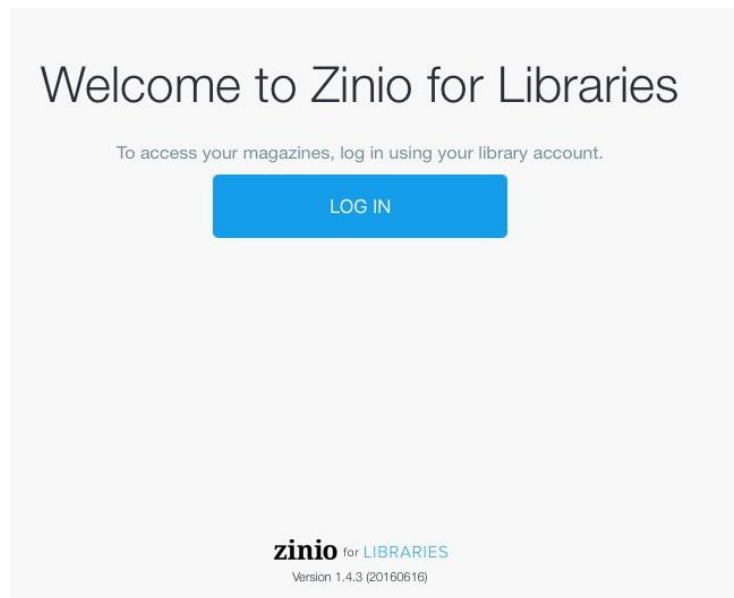 Welcome to Zinio for Libraries
To access your magazines, log in using your library account.
LOG IN
zinio for LIBRARIES
Version 1.4.3 (20160616)